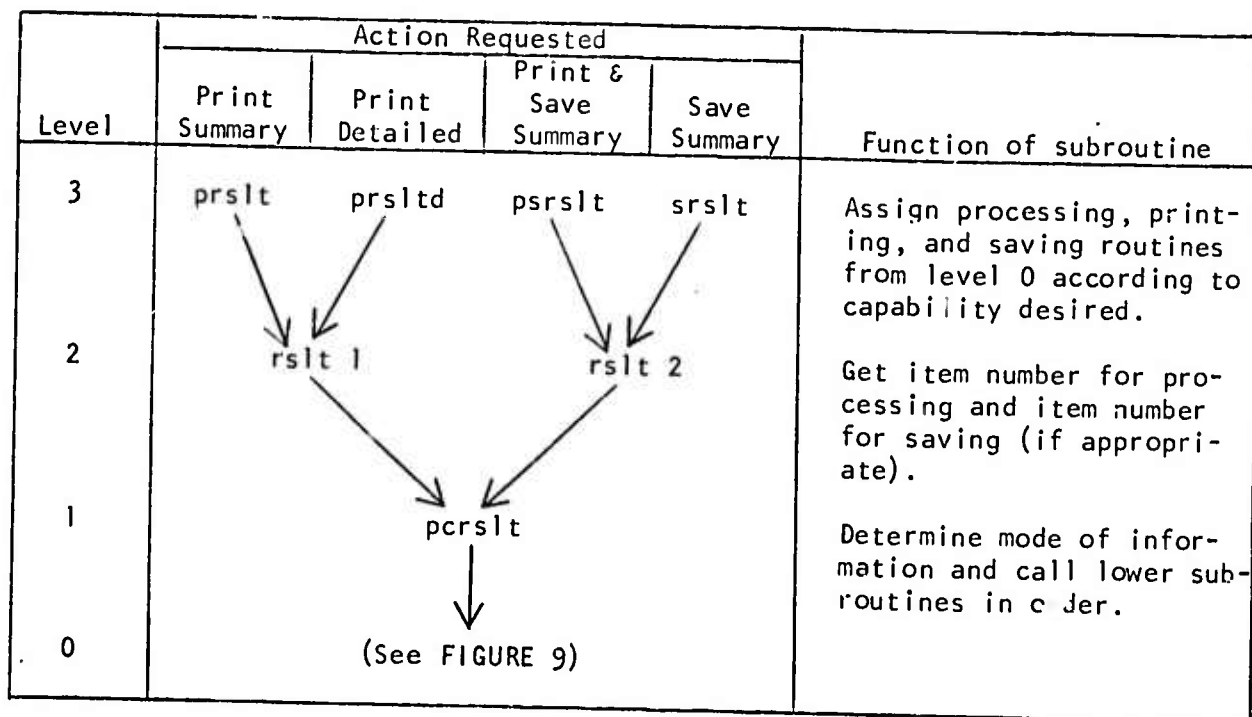 Action Requested
Level
Print
Summary
Print
Detailed
Print &
Save
Summary
Save
Summary
Function of subroutine
3
prslt
prsltd
psrslt
srslt
Assign processing, print-
ing, and saving routines
from level 0 according to
capability desired.
2
rslt 1
rslt 2
Get item number for pro-
cessing and item number
for saving (if appropri-
ate).
1
pcrslt
Determine mode of infor-
mation and call lower sub-
routines in
0
(See FIGURE 9)